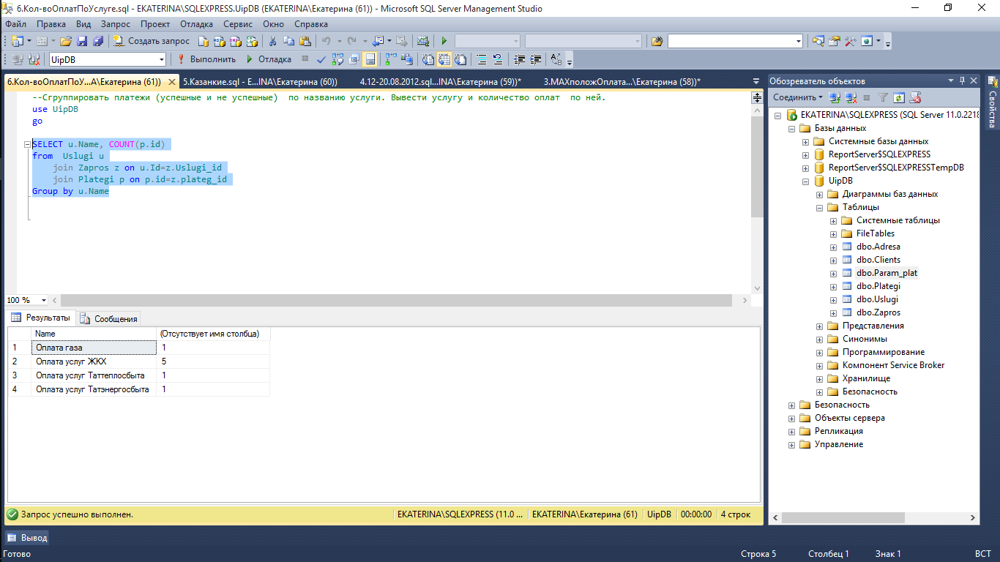 6.Кол-воОплатПоУслуге.sql - EKATERINA\SQLEXPRESS.UipDB (EKATERINA\Екатерина (61)) - Microsoft SQL Server Management Studio
Файл Правка Вид Запрос Проект Отладка Сервис Окно Справка
Создать запрос
UipDB Выполнить Отладка
6.Кол-воОплатПоУ...А\Екатерина (61)) 5.Казанкие.sql - E...INA\Екатерина (60)) 4.12-20.08.2012.sql...INA\Екатерина (59))* 3.МАХположОплата...\Екатерина (58))*
--Сгруппировать платежи (успешные и не успешные)  по названию услуги. Вывести услугу и количество оплат  по ней.
use UipDB
go
SELECT u.Name, COUNT(p.id)
from  Uslugi u
join Zapros z on u.Id=z.Uslugi_id
join Plategi p on p.id=z.plateg_id
Group by u.Name
100 %
Результаты Сообщения
Name (Отсутствует имя столбца)
1 Оплата газа 1
2 Оплата услуг ЖКХ 5
3 Оплата услуг Таттеплосбыта 1
4 Оплата услуг Татэнергосбыта 1
Запрос успешно выполнен. EKATERINA\SQLEXPRESS (11.0 ... EKATERINA\Екатерина (61) UipDB 00:00:00 4 строк
Обозреватель объектов
Соединить
EKATERINA\SQLEXPRESS (SQL Server 11.0.2218
Базы данных
Системные базы данных
ReportServer$SQLEXPRESS
ReportServer$SQLEXPRESSTempDB
UipDB
Диаграммы баз данных
Таблицы
Системные таблицы
FileTables
dbo.Adresa
dbo.Clients
dbo.Param_plat
dbo.Plategi
dbo.Uslugi
dbo.Zapros
Представления
Синонимы
Программирование
Компонент Service Broker
Хранилище
Безопасность
Безопасность
Объекты сервера
Репликация
Управление
Свойства
Вывод
Готово Строка 5 Столбец 1 Знак 1 ВСТ